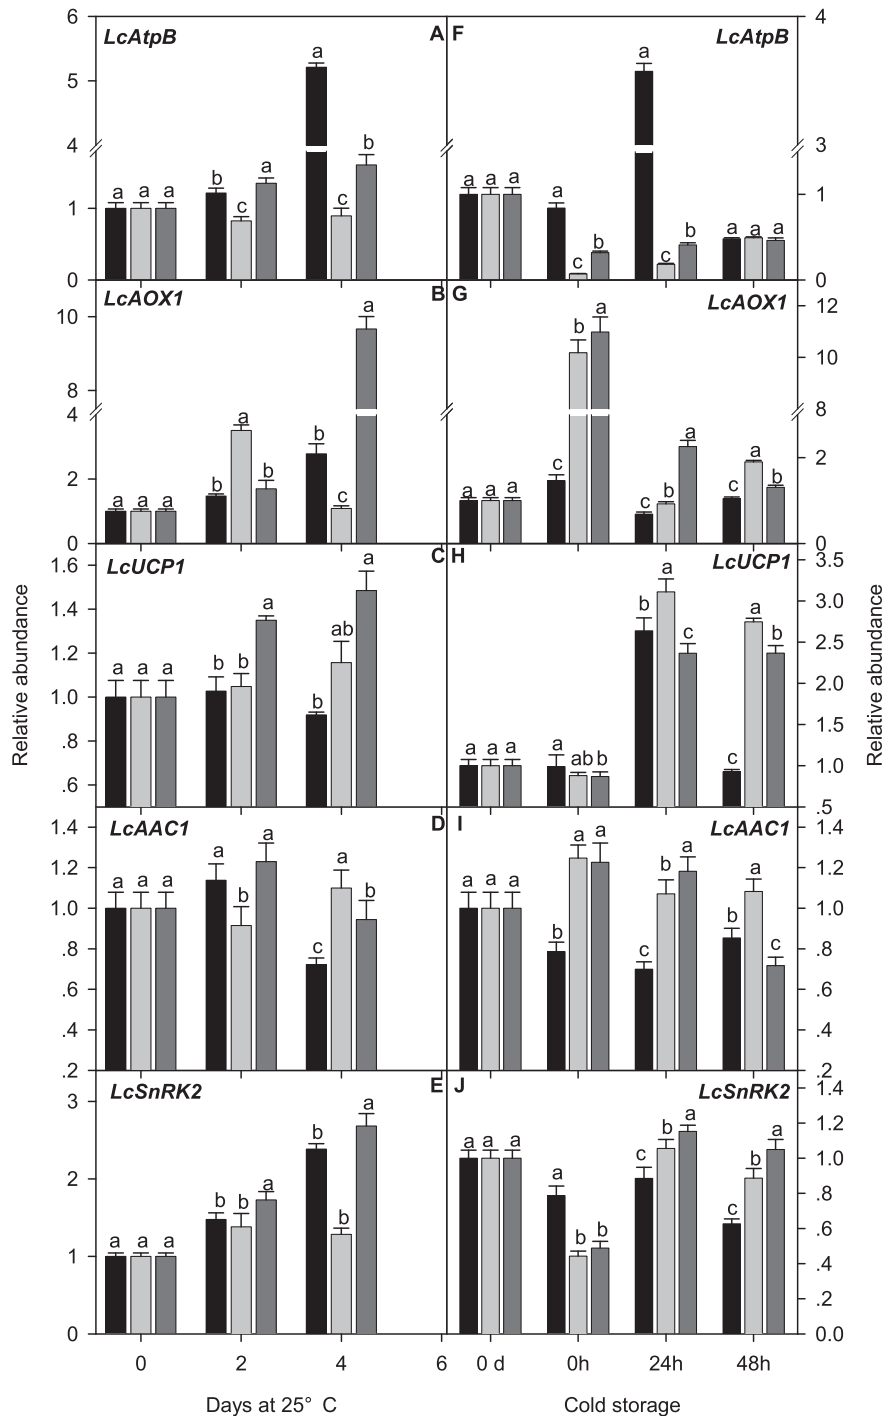 LcAtpB A F LcAtpB
6 4
a a
5
4 3
a a a b c a c b a a a a c b c b a a a
1 1
0 0
LcAOX1 B G LcAOX1
12
10 a b a 10
8 8
4 a a
a a a b b b c a a a c c b c a b
2 2
0 0
LcUCP1 C H LcUCP1
1.6 a 3.5
1.4 a ab b a c a b 3.0
1.2 2.5
a a a b b b 2.0
1.0 1.5
.8 a a a a ab b c 1.0
.6 .5
LcAAC1 D I LcAAC1
1.4 a a a a a a 1.4
1.2 a a a b c a b a a a b b c b a c 1.2
1.0 1.0
.8 .8
.6 .6
.4 .4
.2 .2
LcSnRK2 E J LcSnRK2
3 a 1.4
b a a a a c b a a 1.2
2 b b a b 1.0
a a a b b b c .8
1 .6
.4
.2
0 0.0
0 2 4 6 0 d 0h 24h 48h
Days at 25° C Cold storage
Relative abundance
Relative abundance